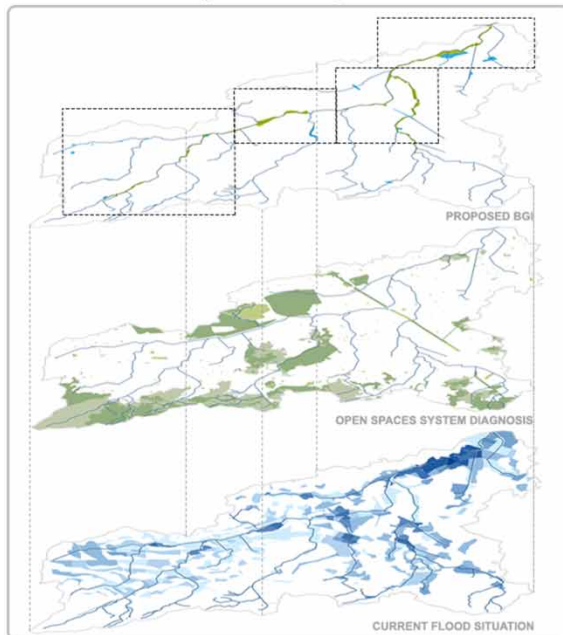 PROPOSED BGI
OPEN SPACES SYSTEM DIAGNOSIS
CURRENT FLOOD SITUATION